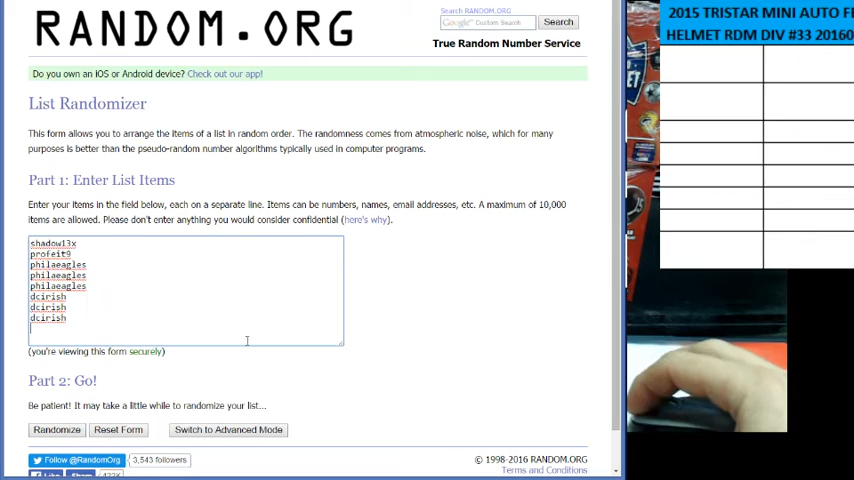 RANDOM.ORG
Search RANDOM.ORG
Google™ Custom Search
Search
True Random Number Service
Do you own an iOS or Android device? Check out our app!
List Randomizer
This form allows you to arrange the items of a list in random order. The randomness comes from atmospheric noise, which for many
purposes is better than the pseudo-random number algorithms typically used in computer programs.
Part 1: Enter List Items
Enter your items in the field below, each on a separate line. Items can be numbers, names, email addresses, etc. A maximum of 10,000
items are allowed. Please don't enter anything you would consider confidential (here's why).
shadow13x
profeit9
philaeagles
philaeagles
philaeagles
dcirish
dcirish
dcirish
(you're viewing this form securely)
Part 2: Go!
Be patient! It may take a little while to randomize your list...
Randomize
Reset Form
Switch to Advanced Mode
Follow @RandomOrg
3,543 followers
© 1998-2016 RANDOM.ORG
Terms and Conditions
Like
Share
2015 TRISTAR MINI AUTO F
HELMET RDM DIV #33 20160